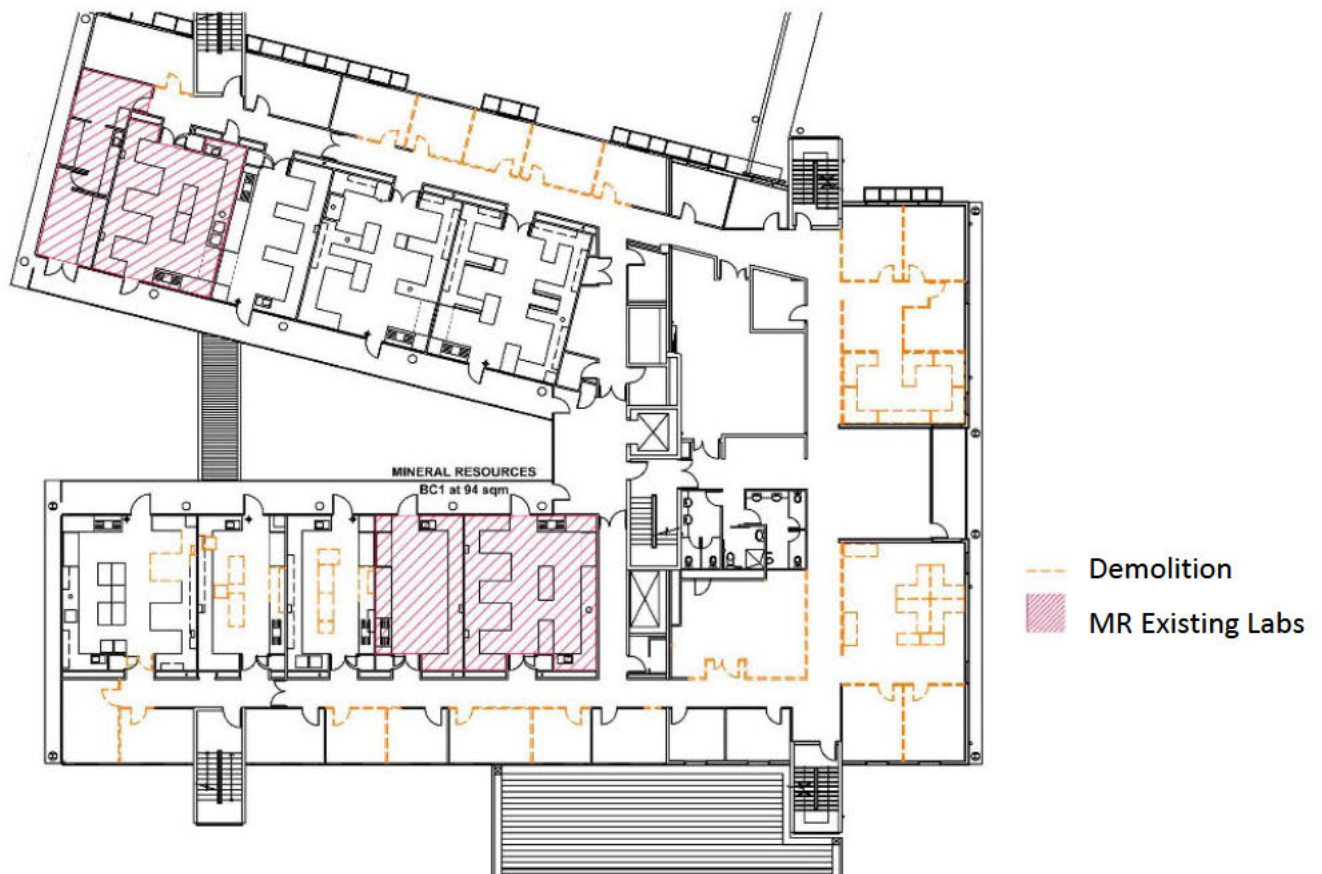 MINERAL RESOURCES
BC1 at 94 sqm
Demolition
MR Existing Labs